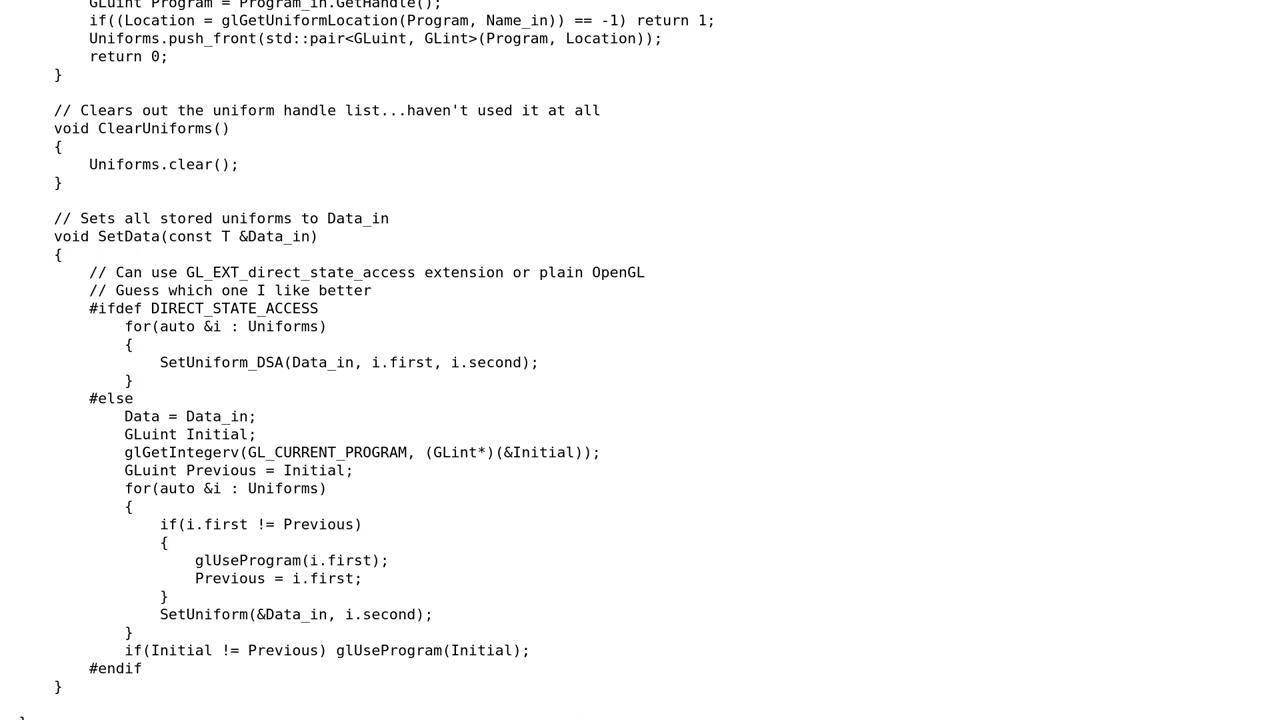 GLuint Program = Program_in.GetHandle();
if((Location = glGetUniformLocation(Program, Name_in)) == -1) return 1;
Uniforms.push_front(std::pair<GLuint, GLint>(Program, Location));
return 0;
}
// Clears out the uniform handle list...haven't used it at all
void ClearUniforms()
{
Uniforms.clear();
}
// Sets all stored uniforms to Data_in
void SetData(const T &Data_in)
{
// Can use GL_EXT_direct_state_access extension or plain OpenGL
// Guess which one I like better
#ifdef DIRECT_STATE_ACCESS
for(auto &i : Uniforms)
{
SetUniform_DSA(Data_in, i.first, i.second);
}
#else
Data = Data_in;
GLuint Initial;
glGetIntegerv(GL_CURRENT_PROGRAM, (GLint*)(&Initial));
GLuint Previous = Initial;
for(auto &i : Uniforms)
{
if(i.first != Previous)
{
glUseProgram(i.first);
Previous = i.first;
}
SetUniform(&Data_in, i.second);
}
if(Initial != Previous) glUseProgram(Initial);
#endif
}